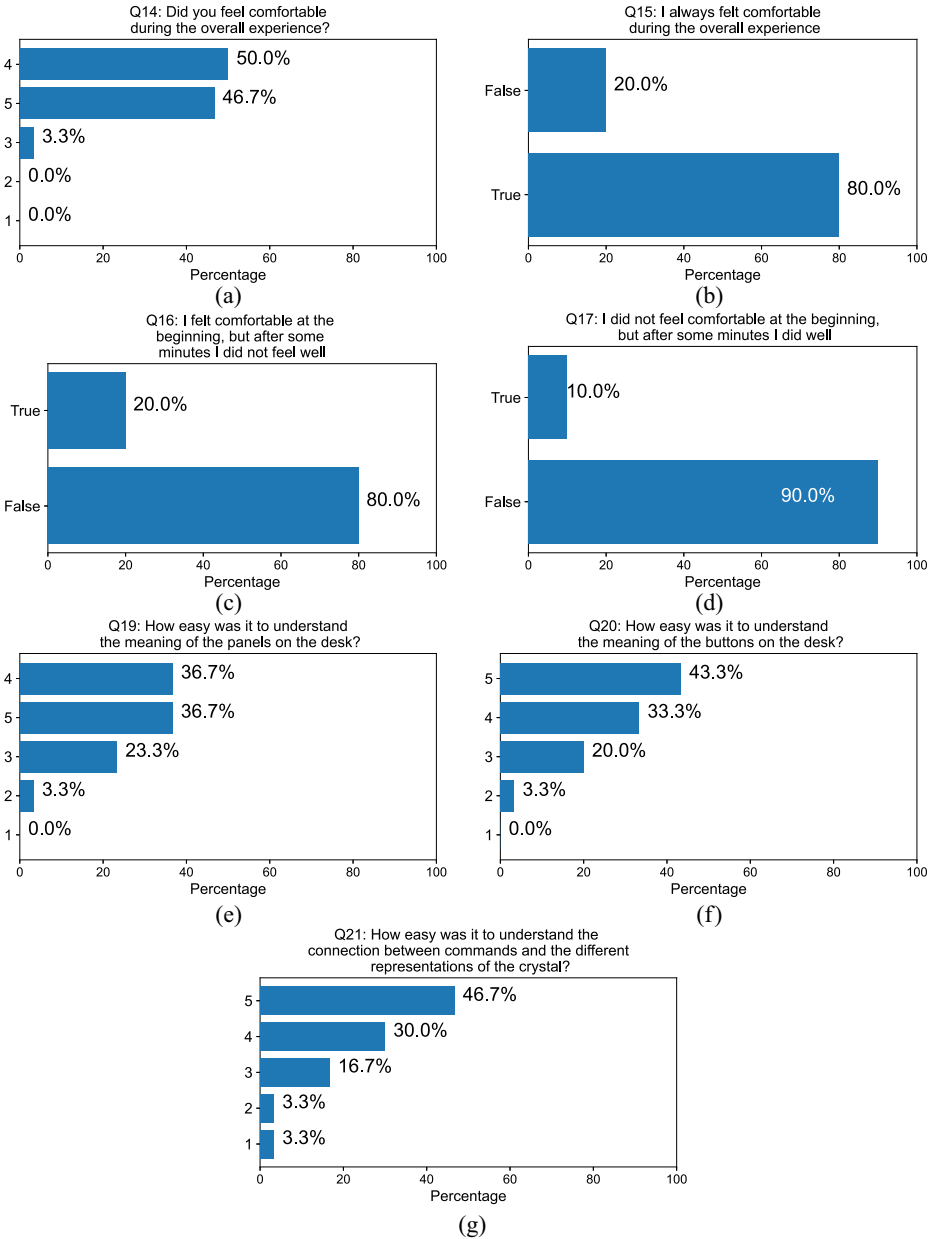 Q14: Did you feel comfortable
during the overall experience?
4
50.0%
5
46.7%
3
3.3%
2
0.0%
1
0.0%
0 20 40 60 80 100
Percentage
(a)
Q15: I always felt comfortable
during the overall experience
False
20.0%
True
80.0%
0 20 40 60 80 100
Percentage
(b)
Q16: I felt comfortable at the
beginning, but after some
minutes I did not feel well
True
20.0%
False
80.0%
0 20 40 60 80 100
Percentage
(c)
Q17: I did not feel comfortable at the beginning,
but after some minutes I did well
True
10.0%
False
90.0%
0 20 40 60 80 100
Percentage
(d)
Q19: How easy was it to understand
the meaning of the panels on the desk?
4
36.7%
5
36.7%
3
23.3%
2
3.3%
1
0.0%
0 20 40 60 80 100
Percentage
(e)
Q20: How easy was it to understand
the meaning of the buttons on the desk?
5
43.3%
4
33.3%
3
20.0%
2
3.3%
1
0.0%
0 20 40 60 80 100
Percentage
(f)
Q21: How easy was it to understand the
connection between commands and the different
representations of the crystal?
5
46.7%
4
30.0%
3
16.7%
2
3.3%
1
3.3%
0 20 40 60 80 100
Percentage
(g)